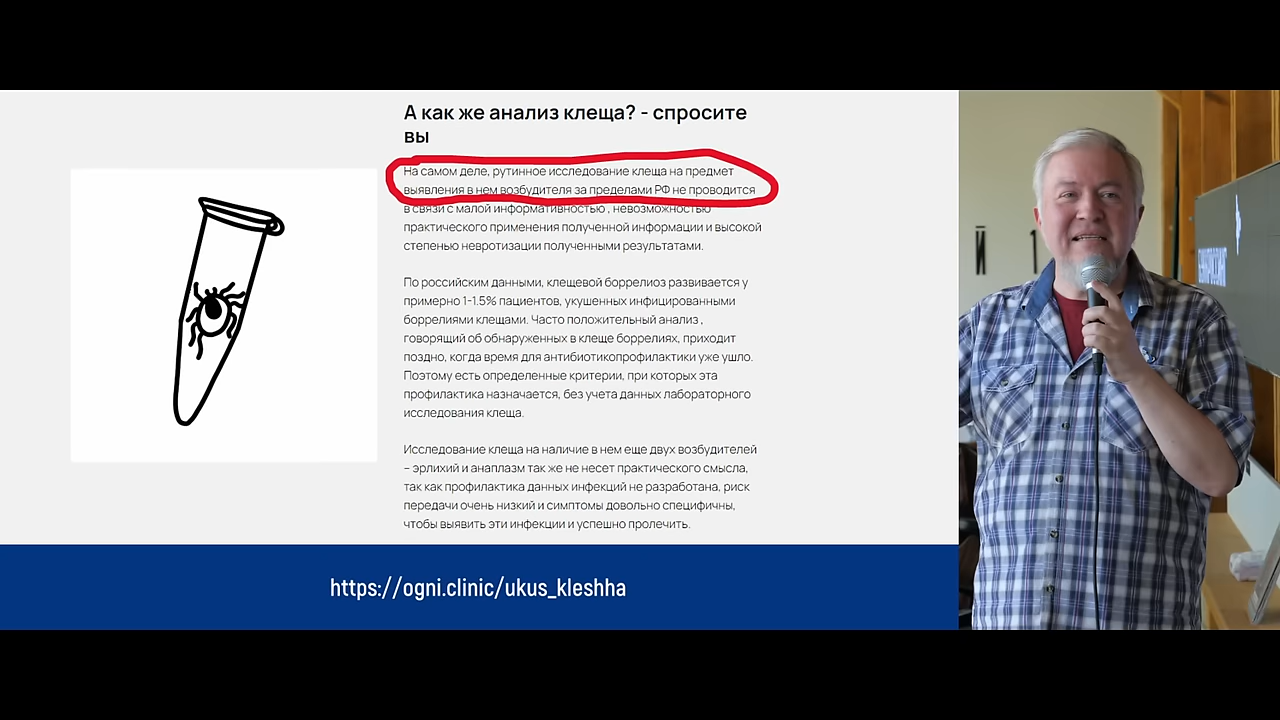 А как же анализ клеща? - спросите
вы
На самом деле, рутинное исследование клеща на предмет
выявления в нем возбудителя за пределами РФ не проводится
в связи с малой информативностью , невозможностью
практического применения полученной информации и высокой
степенью невротизации полученными результатами.
По российским данными, клещевой боррелиоз развивается у
примерно 1-1.5% пациентов, укушенных инфицированными
боррелиями клещами. Часто положительный анализ ,
говорящий об обнаруженных в клеще боррелиях, приходит
поздно, когда время для антибиотикопрофилактики уже ушло.
Поэтому есть определенные критерии, при которых эта
профилактика назначается, без учета данных лабораторного
исследования клеща.
Исследование клеща на наличие в нем еще двух возбудителей
– эрлихий и анаплазм так же не несет практического смысла,
так как профилактика данных инфекций не разработана, риск
передачи очень низкий и симптомы довольно специфичны,
чтобы выявить эти инфекции и успешно пролечить.
https://ogni.clinic/ukus_kleshha
Й 1